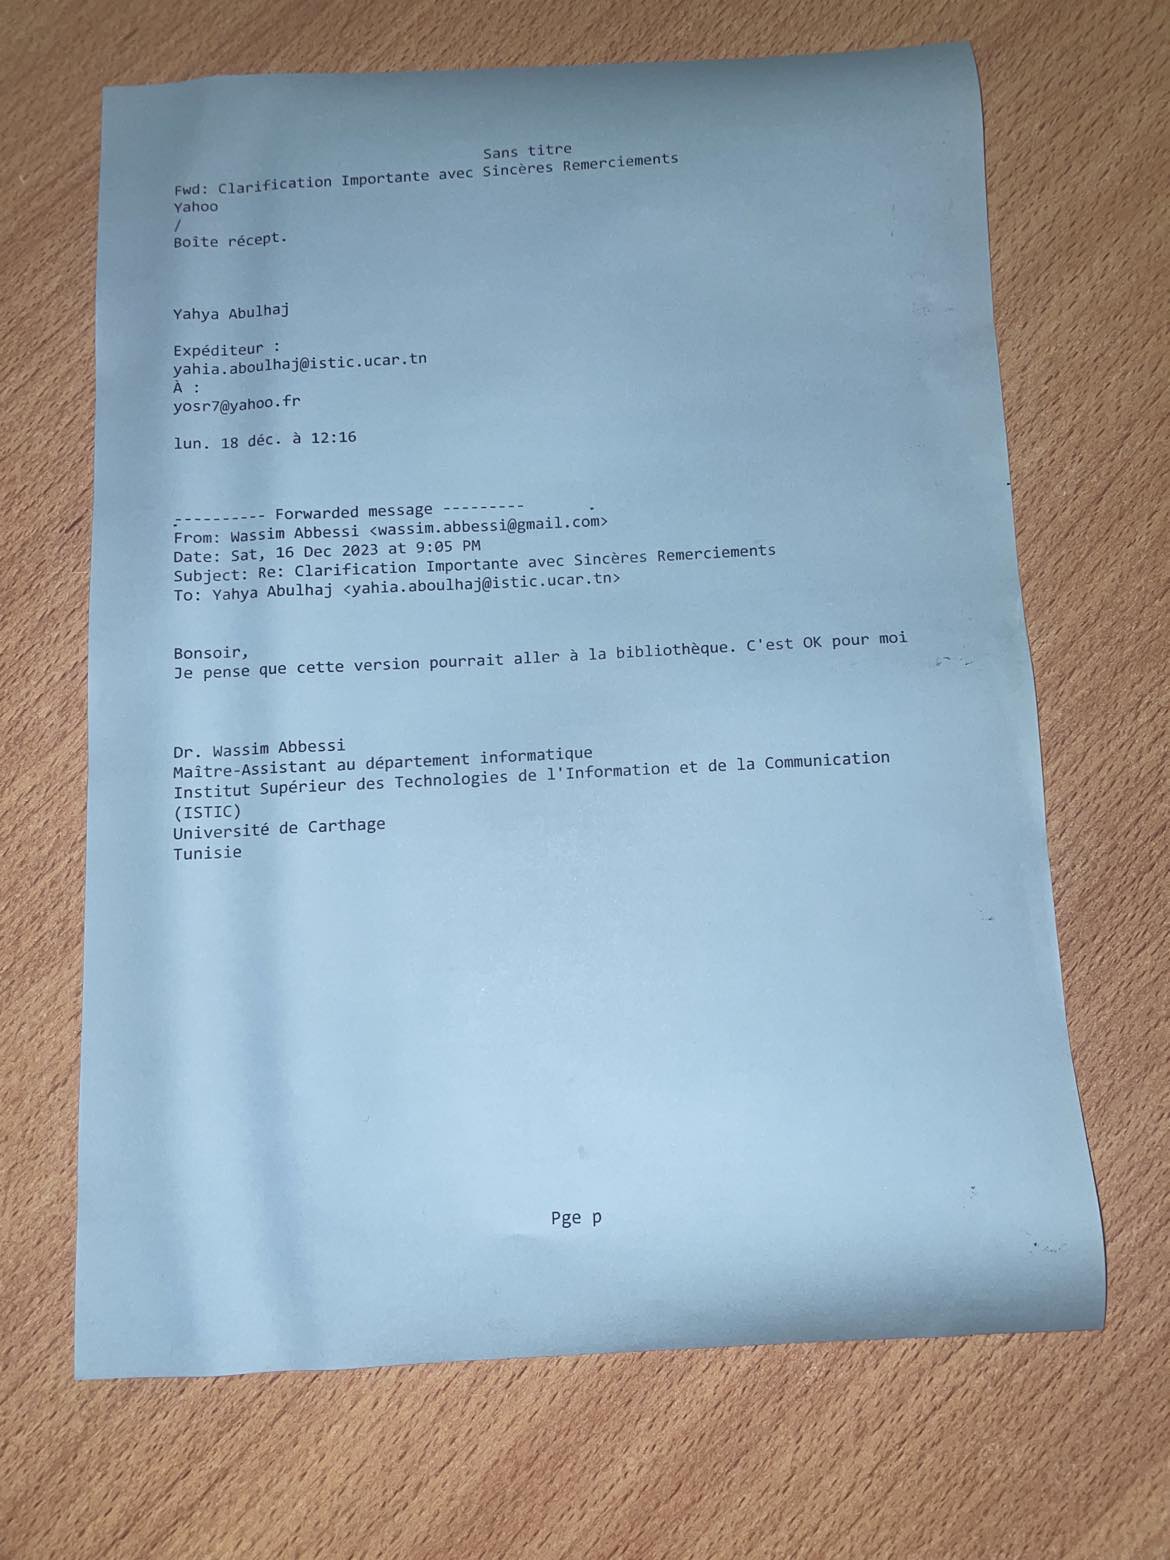 Sans titre
Fwd: Clarification Importante avec Sincères Remerciements
Yahoo
/
Boîte récept.
Yahya Abulhaj
Expéditeur :
yahia.aboulhaj@istic.ucar.tn
À :
yosr7@yahoo.fr
lun. 18 déc. à 12:16
---------- Forwarded message ---------
From: Wassim Abbessi <wassim.abbessi@gmail.com>
Date: Sat, 16 Dec 2023 at 9:05 PM
Subject: Re: Clarification Importante avec Sincères Remerciements
To: Yahya Abulhaj <yahia.aboulhaj@istic.ucar.tn>
Bonsoir,
Je pense que cette version pourrait aller à la bibliothèque. C'est OK pour moi
Dr. Wassim Abbessi
Maître-Assistant au département informatique
Institut Supérieur des Technologies de l'Information et de la Communication
(ISTIC)
Université de Carthage
Tunisie
Pge p